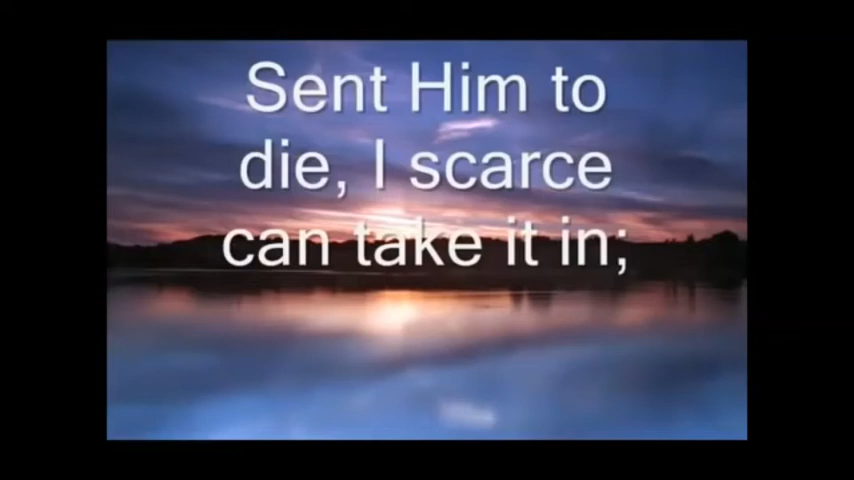 Sent Him to
die, I scarce
can take it in;